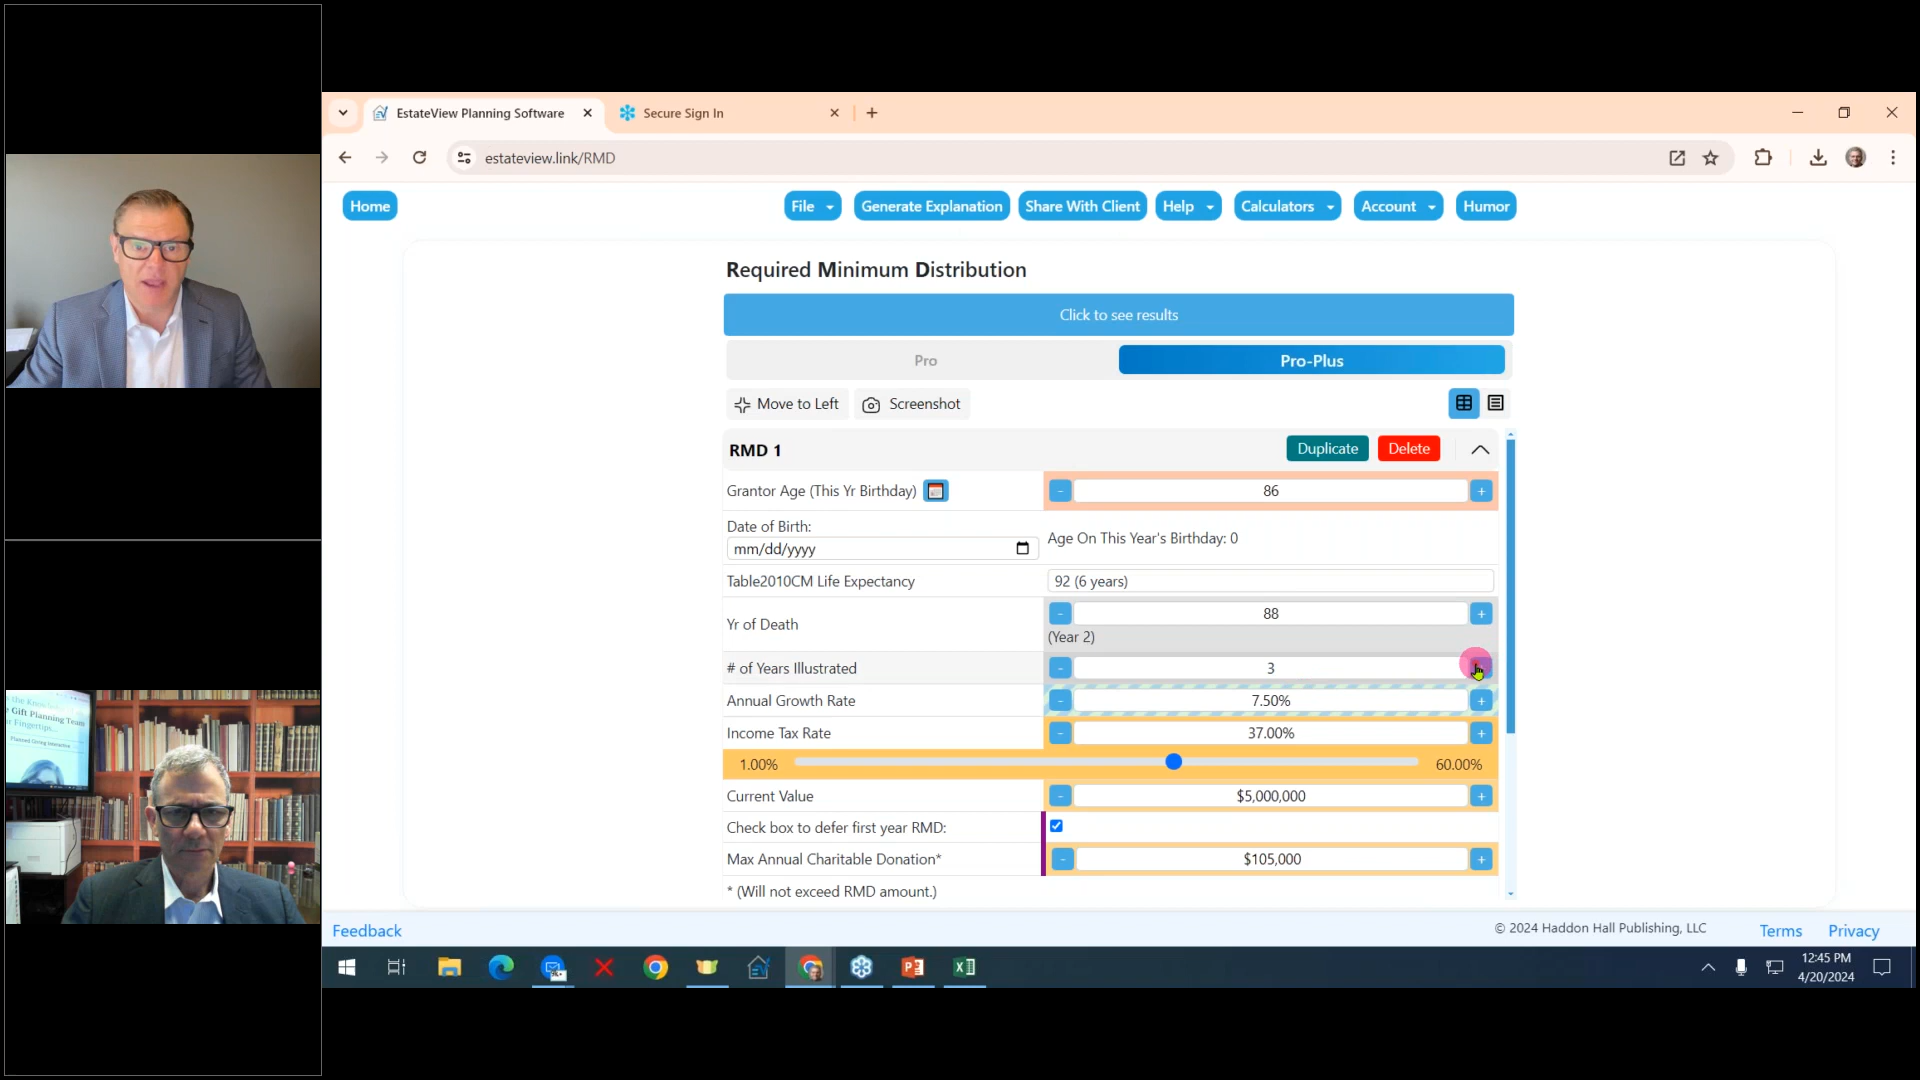 EstateView Planning Software
Secure Sign In
estateview.link/RMD
Home
File
Generate Explanation
Share With Client
Help
Calculators
Account
Humor
Required Minimum Distribution
Click to see results
Pro
Pro-Plus
Move to Left
Screenshot
RMD 1
Duplicate
Delete
Grantor Age (This Yr Birthday)
- 86 +
Date of Birth:
mm/dd/yyyy
Age On This Year's Birthday: 0
Table2010CM Life Expectancy
92 (6 years)
Yr of Death
- 88 +
(Year 2)
# of Years Illustrated
- 3
Annual Growth Rate
- 7.50% +
Income Tax Rate
- 37.00% +
1.00%
60.00%
Current Value
- $5,000,000 +
Check box to defer first year RMD:
Max Annual Charitable Donation*
- $105,000 +
* (Will not exceed RMD amount.)
Feedback
© 2024 Haddon Hall Publishing, LLC
Terms
Privacy
12:45 PM
4/20/2024
the Know
Gift Planning Team
Fingertips...